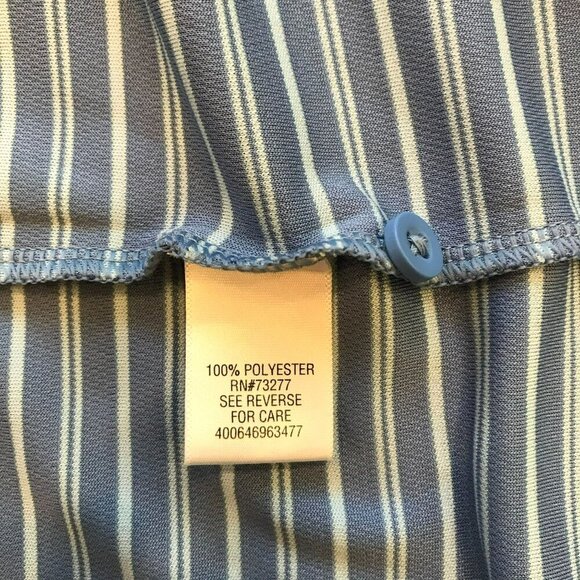 100% POLYESTER
RN#73277
SEE REVERSE
FOR CARE
400646963477